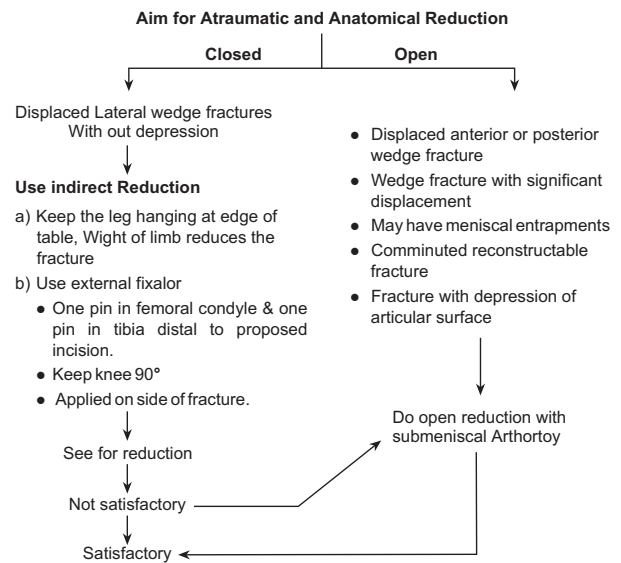 Aim for Atraumatic and Anatomical Reduction
Closed
Open
Displaced Lateral wedge fractures
With out depression
Use indirect Reduction
a) Keep the leg hanging at edge of
table, Wight of limb reduces the
fracture
b) Use external fixalor
● One pin in femoral condyle & one
pin in tibia distal to proposed
incision.
● Keep knee 90°
● Applied on side of fracture.
See for reduction
Not satisfactory
Satisfactory
● Displaced anterior or posterior
wedge fracture
● Wedge fracture with significant
displacement
● May have meniscal entrapments
● Comminuted reconstructable
fracture
● Fracture with depression of
articular surface
Do open reduction with
submeniscal Arthortoy